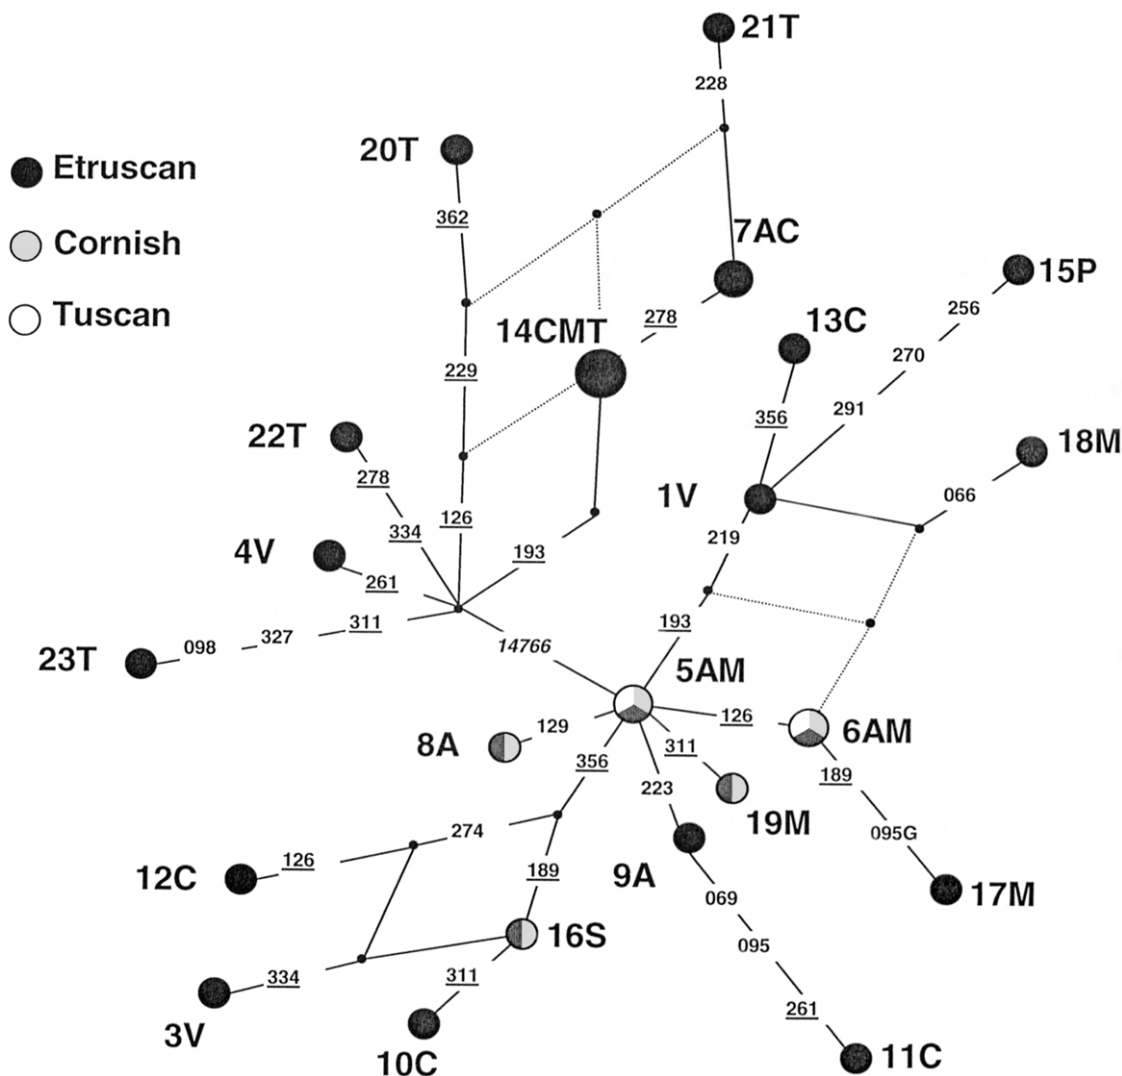 21T
228
20T
Etruscan
362
Cornish
7AC
15P
Tuscan
278
256
14CMT
13C
270
229
291
356
22T
18M
278
1V
066
126
334
219
4V
193
261
311
193
327
098
23T
14766
5AM
126
129
8A
6AM
311
356
189
223
19M
274
095G
126
12C
189
9A
17M
069
16S
095
334
311
261
3V
10C
11C